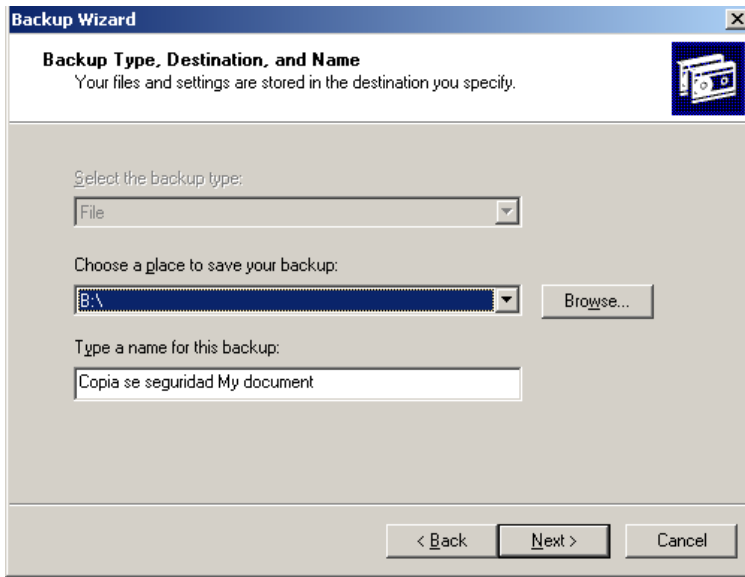 Backup Wizard
Backup Type, Destination, and Name
Your files and settings are stored in the destination you specify.
Select the backup type:
File
Choose a place to save your backup:
B:\
Browse...
Type a name for this backup:
Copia se seguridad My document
< Back
Next >
Cancel